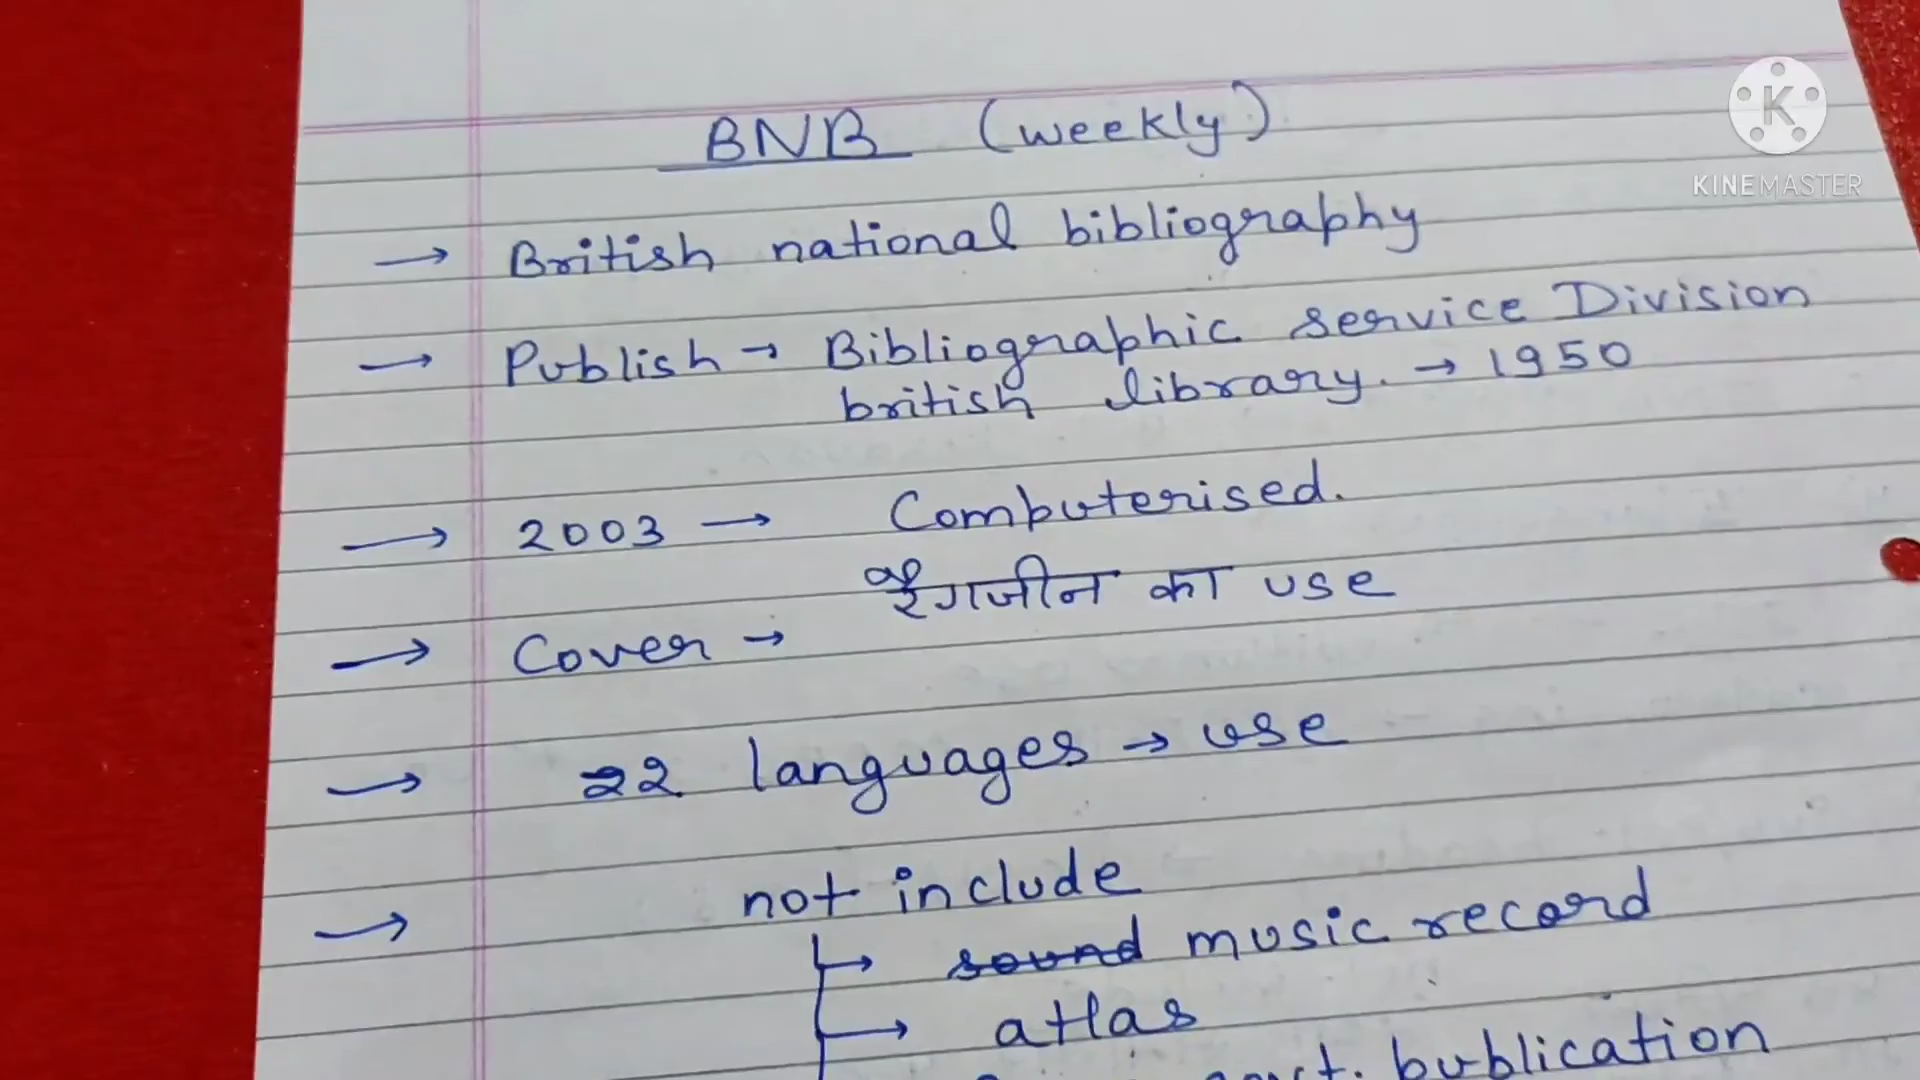 BNB (weekly)
KINEMASTER
→ British national bibliography
→ Publish → Bibliographic service Division
british library. → 1950
→ 2003 → Computerised.
रैगजीन का use
→ Cover →
→ 22 languages → use
→ not include
→ sound music record
→ atlas
publication